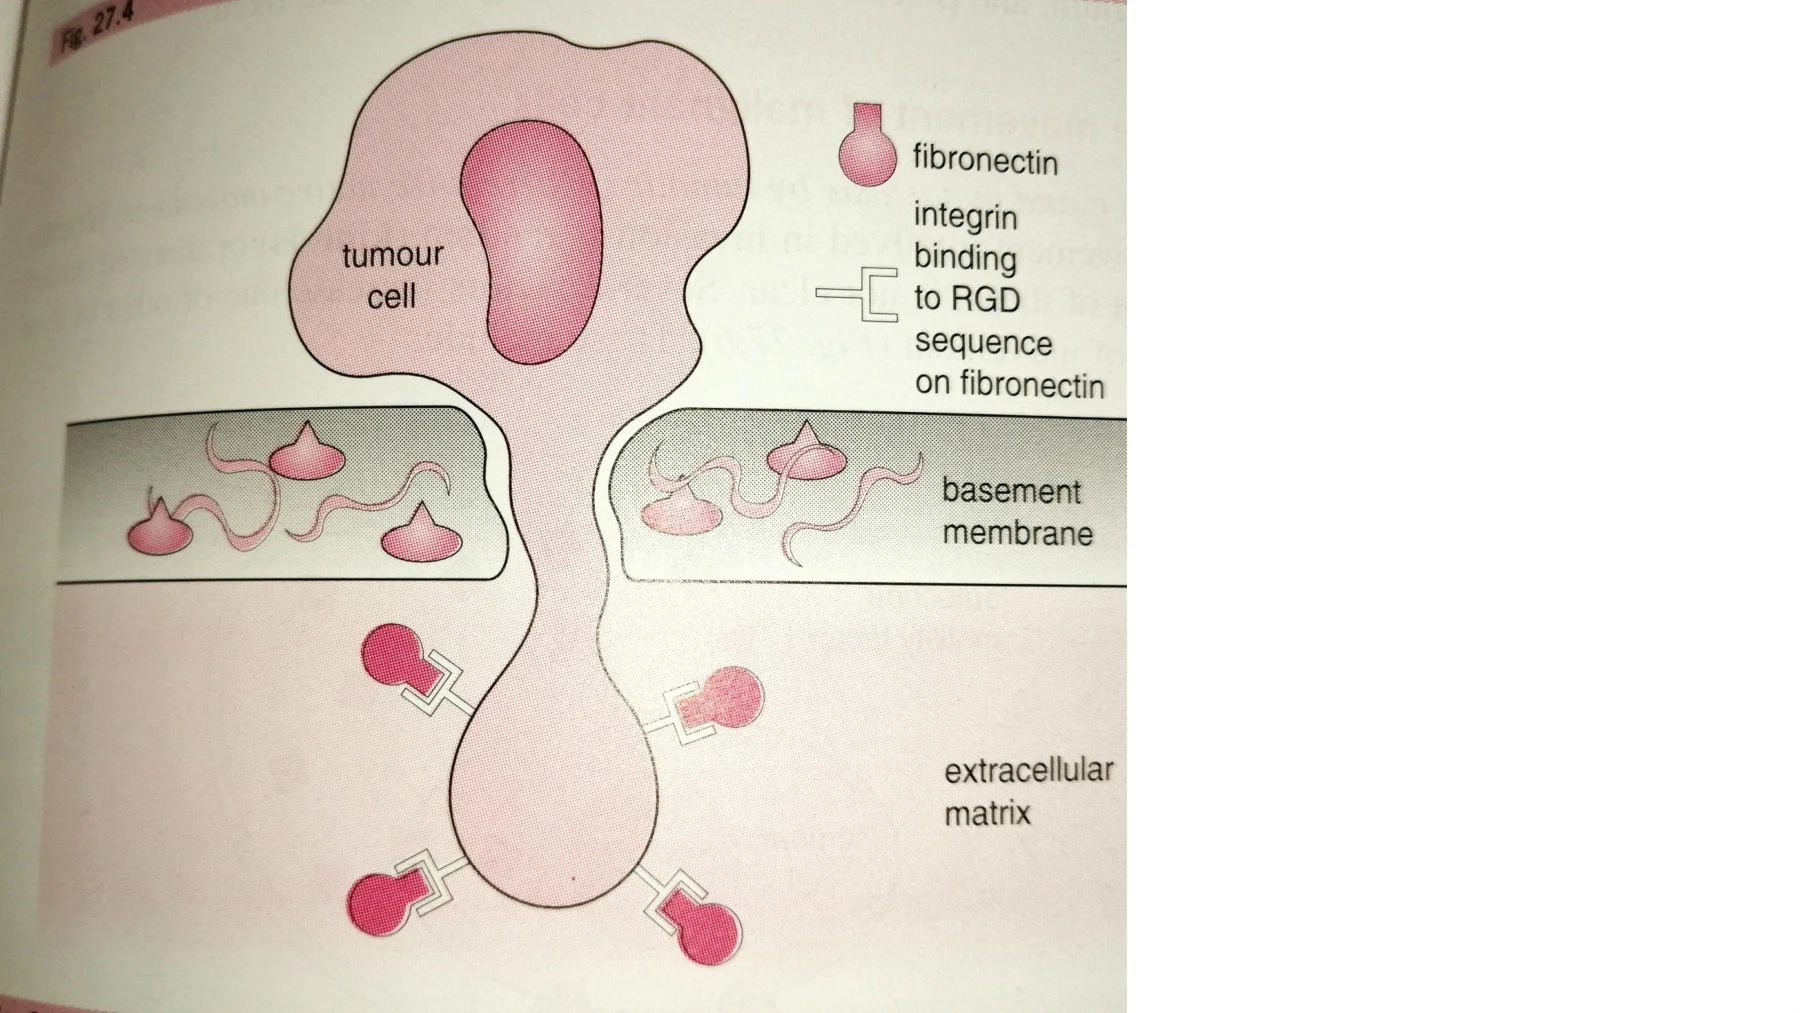 Fig. 27.4
fibronectin
integrin
binding
to RGD
sequence
on fibronectin
tumour
cell
basement
membrane
extracellular
matrix